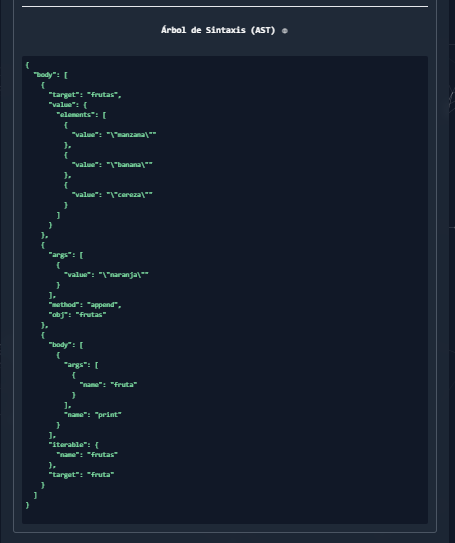 Árbol de Sintaxis (AST)
{
  "body": [
    {
      "target": "frutas",
      "value": {
        "elements": [
          {
            "value": "\"manzana\""
          },
          {
            "value": "\"banana\""
          },
          {
            "value": "\"cereza\""
          }
        ]
      }
    },
    {
      "args": [
        {
          "value": "\"naranja\""
        }
      ],
      "method": "append",
      "obj": "frutas"
    },
    {
      "body": [
        {
          "args": [
            {
              "name": "fruta"
            }
          ],
          "name": "print"
        }
      ],
      "iterable": {
        "name": "frutas"
      },
      "target": "fruta"
    }
  ]
}